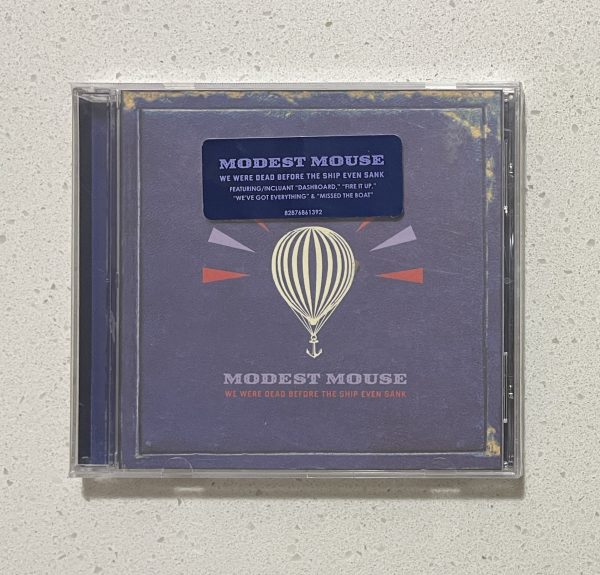 MODEST MOUSE
WE WERE DEAD BEFORE THE SHIP EVEN SANK
FEATURING/INCLUANT "DASHBOARD," "FIRE IT UP,"
"WE'VE GOT EVERYTHING" & "MISSED THE BOAT"
82876861392
MODEST MOUSE
WE WERE DEAD BEFORE THE SHIP EVEN SANK